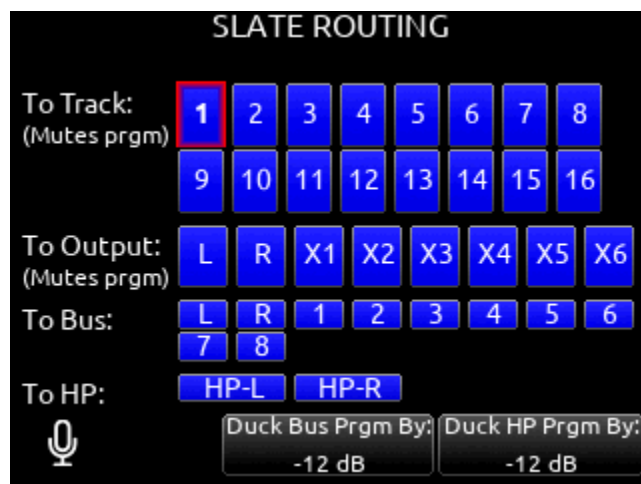 SLATE ROUTING
To Track:
(Mutes prgm)
1 2 3 4 5 6 7 8
9 10 11 12 13 14 15 16
To Output:
(Mutes prgm)
L R X1 X2 X3 X4 X5 X6
To Bus:
L R 1 2 3 4 5 6
7 8
To HP:
HP-L HP-R
Duck Bus Prgm By: Duck HP Prgm By:
-12 dB -12 dB